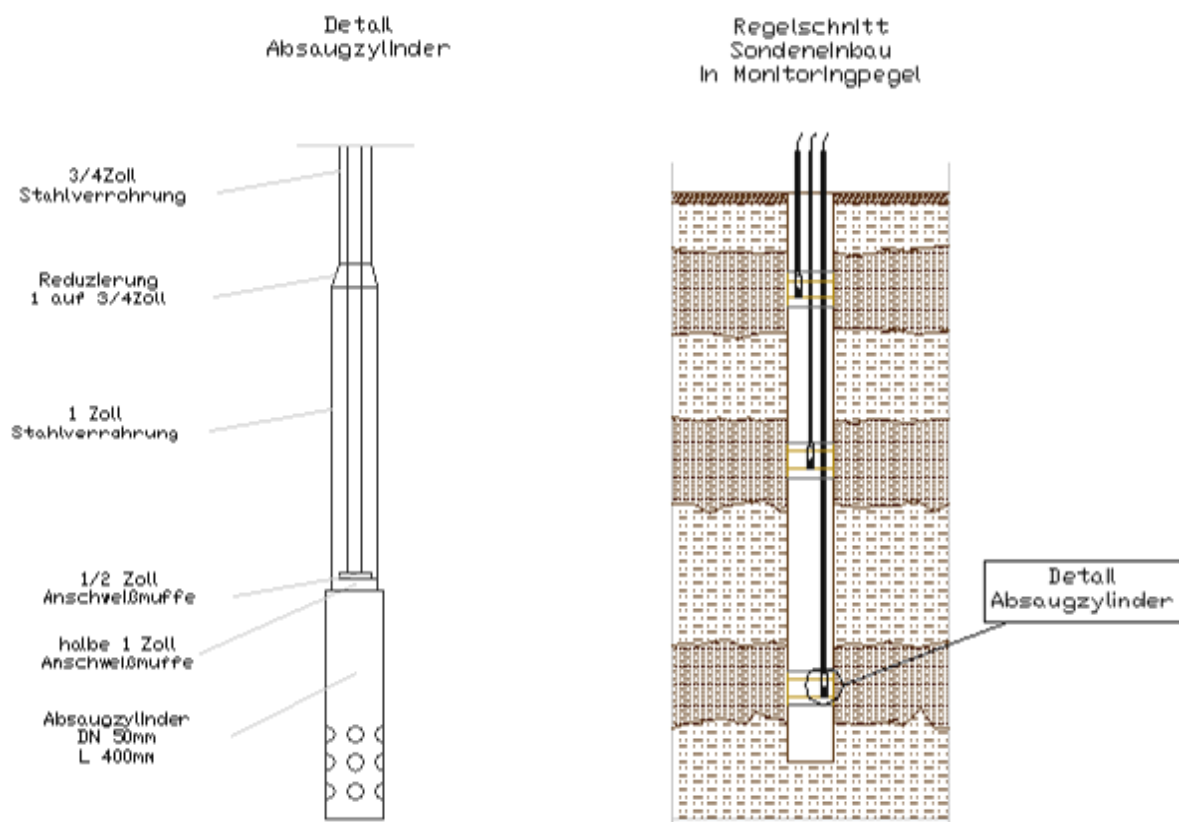 Detail
Absaugzylinder
3/4Zoll
Stahlverrohrung
Reduzierung
1 auf 3/4Zoll
1 Zoll
Stahlverrohrung
1/2 Zoll
Anschweißmuffe
halbe 1 Zoll
Anschweißmuffe
Absaugzylinder
DN 50mm
L 400mm
Regelschnitt
Sondeneinbau
in Monitoringpegel
Detail
Absaugzylinder